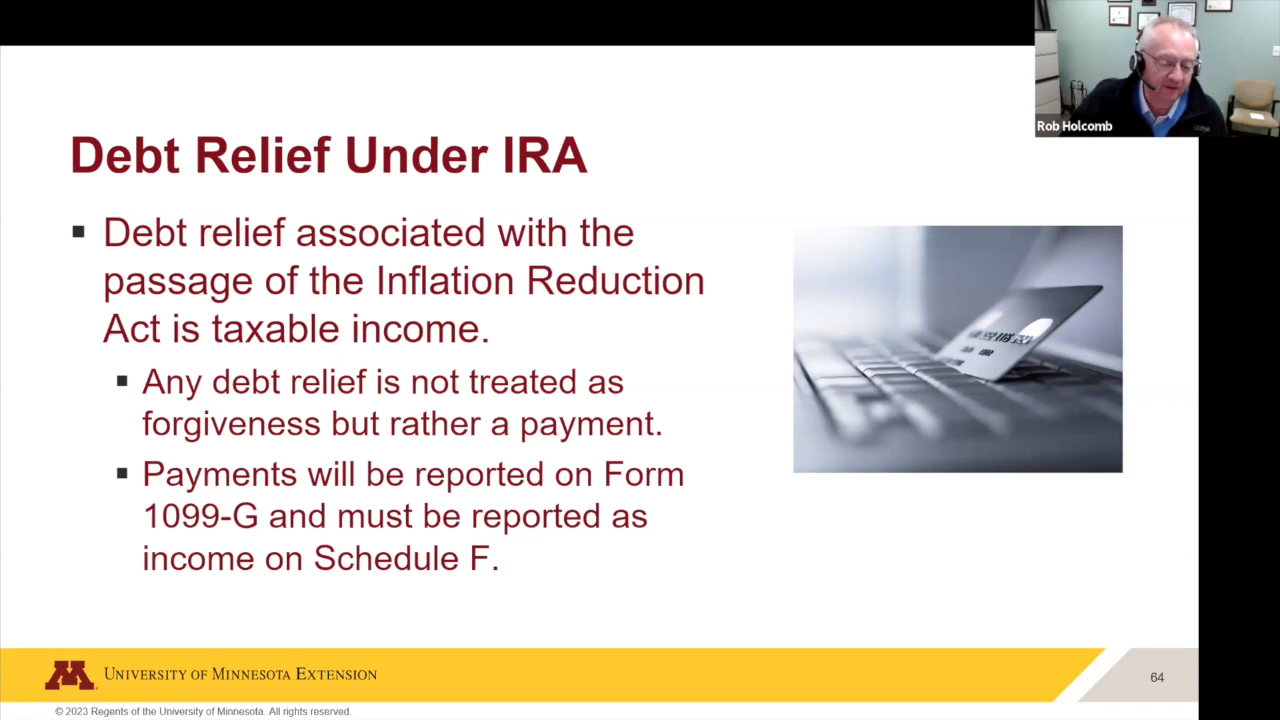 Rob Holcomb
Debt Relief Under IRA
▪ Debt relief associated with the
passage of the Inflation Reduction
Act is taxable income.
▪ Any debt relief is not treated as
forgiveness but rather a payment.
▪ Payments will be reported on Form
1099-G and must be reported as
income on Schedule F.
M
UNIVERSITY OF MINNESOTA EXTENSION
64
© 2023 Regents of the University of Minnesota. All rights reserved.